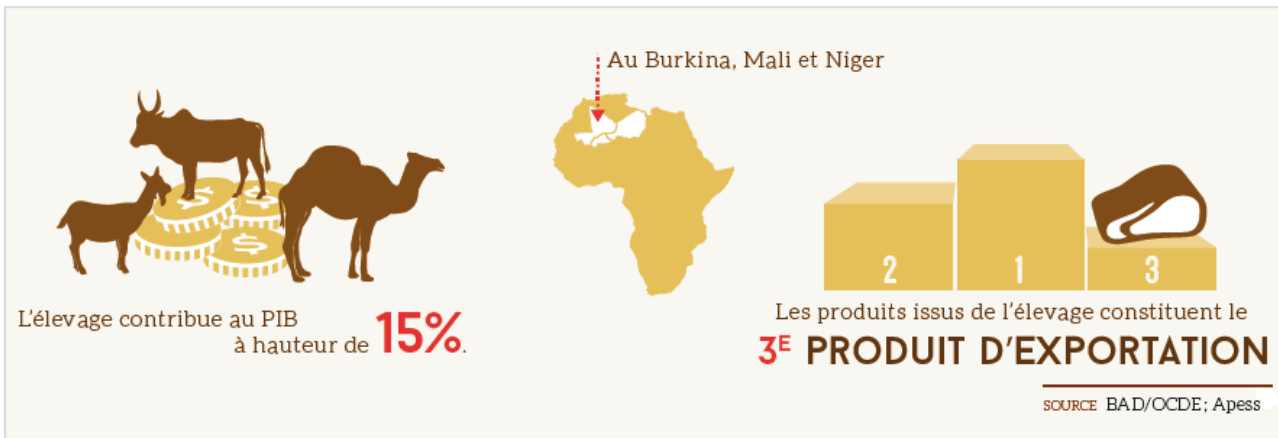 Au Burkina, Mali et Niger
L'élevage contribue au PIB
à hauteur de 15%.
$
$
$
2
1
3
Les produits issus de l'élevage constituent le
3E PRODUIT D'EXPORTATION
SOURCE BAD/OCDE; Apess